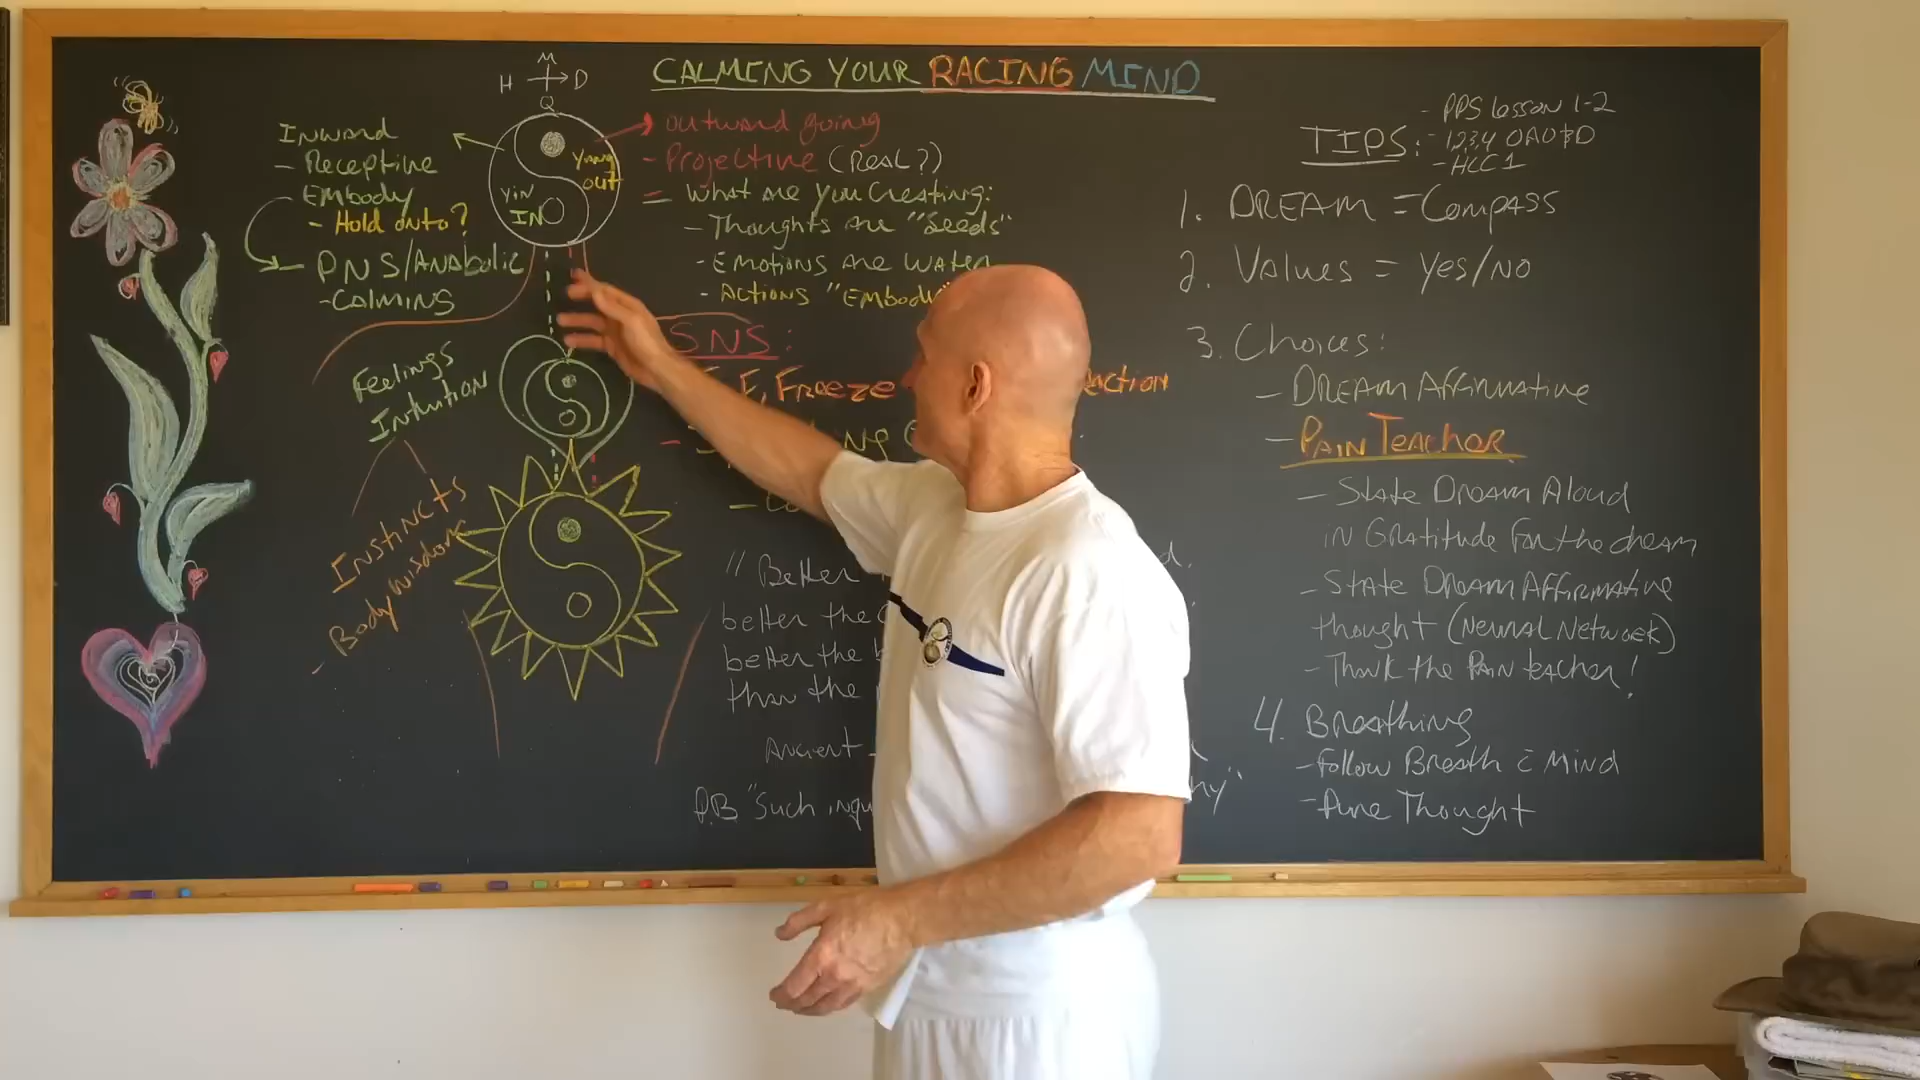 CALMING YOUR RACING MIND
M
H D
Q
Inward
- Receptive
- Embody
- Hold onto?
- PNS/Anabolic
- Calming
Yang
out
Yin
IN
outward going
- Projective (Real?)
= What are you Creating:
- Thoughts are "Seeds"
- Emotions are Water
- Actions "Embody
SNS:
F, Freeze
action
Feelings
Intuition
Instincts
Body wisdom
" Better
better the
better the b
than the
Ancient -
P.B "Such inqu
hy"
TIPS:
- PPS Lesson 1-2
- 1234
- HLC 1
1. DREAM = Compass
2. Values = Yes/No
3. Choices:
- DREAM Affirmative
- PAIN TEACHER
- State Dream Aloud
in Gratitude for the dream
- State Dream Affirmative
thought (Neural Network)
- Thank the Pain teacher!
4. Breathing
- Follow Breath c Mind
- Pure Thought